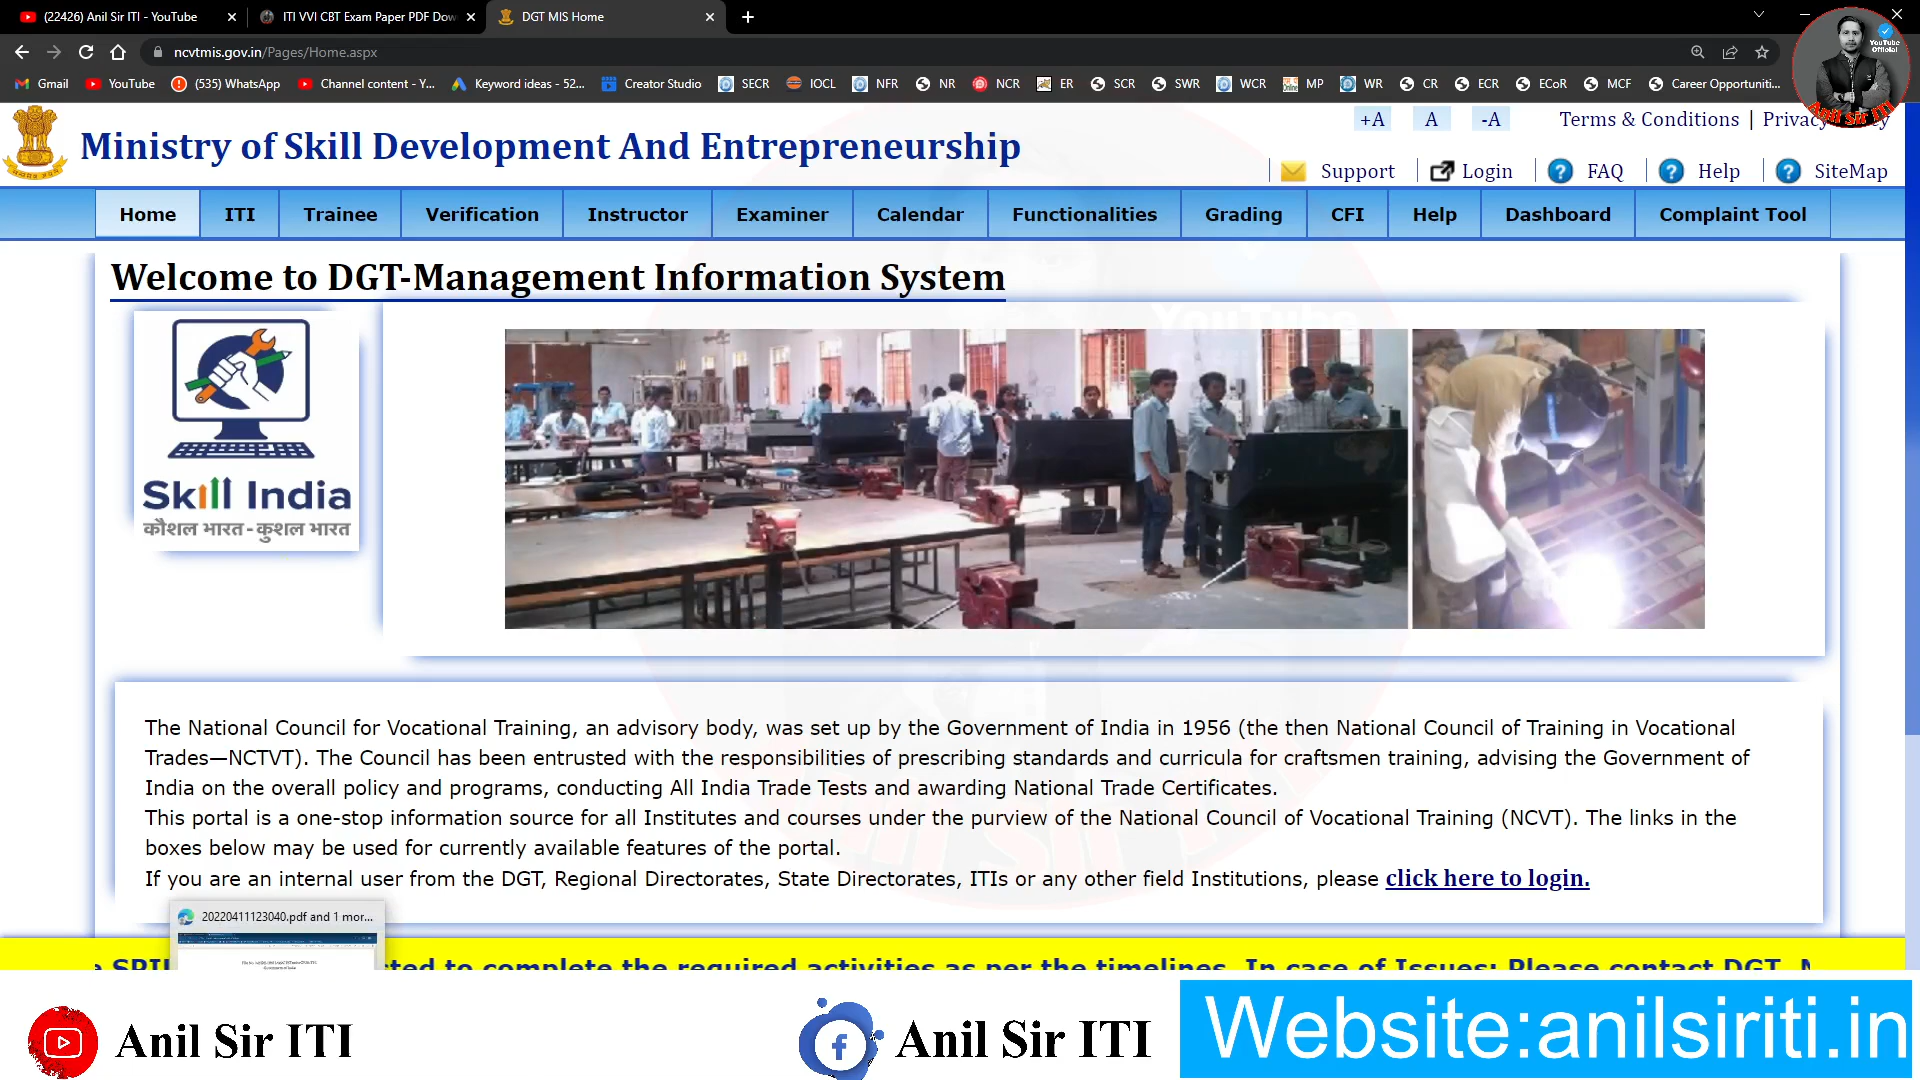 (22426) Anil Sir ITI - YouTube
ITI VVI CBT Exam Paper PDF Dow
DGT MIS Home
ncvtmis.gov.in/Pages/Home.aspx
Gmail YouTube (535) WhatsApp Channel content - Y... Keyword ideas - 52... Creator Studio SECR IOCL NFR NR NCR ER SCR SWR WCR MP WR CR ECR ECoR MCF Career Opportuniti...
YouTube Official
Anil Sir ITI
Ministry of Skill Development And Entrepreneurship
+A A -A Terms & Conditions |
Support Login FAQ Help SiteMap
Home ITI Trainee Verification Instructor Examiner Calendar Functionalities Grading CFI Help Dashboard Complaint Tool
Welcome to DGT-Management Information System
Skill India
कौशल भारत - कुशल भारत
The National Council for Vocational Training, an advisory body, was set up by the Government of India in 1956 (the then National Council of Training in Vocational
Trades—NCTVT). The Council has been entrusted with the responsibilities of prescribing standards and curricula for craftsmen training, advising the Government of
India on the overall policy and programs, conducting All India Trade Tests and awarding National Trade Certificates.
This portal is a one-stop information source for all Institutes and courses under the purview of the National Council of Vocational Training (NCVT). The links in the
boxes below may be used for currently available features of the portal.
If you are an internal user from the DGT, Regional Directorates, State Directorates, ITIs or any other field Institutions, please click here to login.
20220411123040.pdf and 1 mor...
to complete the required activities as per the timelines. In case of Issues: Please contact DGT,
Anil Sir ITI
Anil Sir ITI
Website:anilsiriti.in